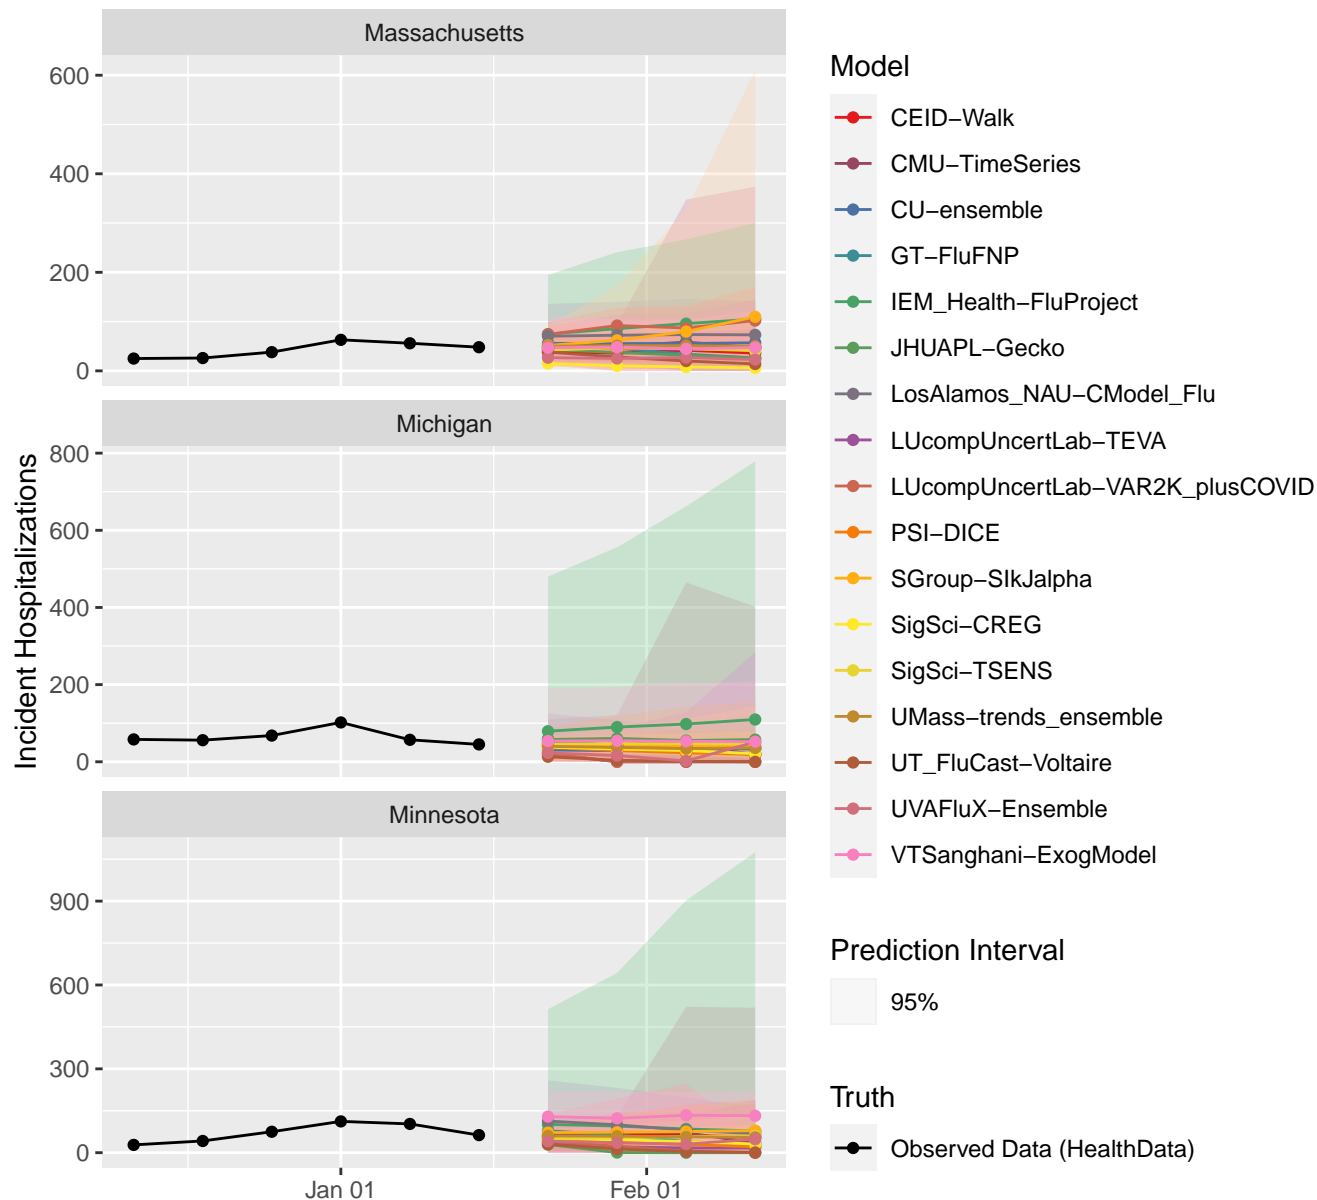 Massachusetts
600
400
200
0
Michigan
800
600
400
200
0
Minnesota
900
600
300
0
Jan 01
Feb 01
Incident Hospitalizations
Model
CEID−Walk
CMU−TimeSeries
CU−ensemble
GT−FluFNP
IEM_Health−FluProject
JHUAPL−Gecko
LosAlamos_NAU−CModel_Flu
LUcompUncertLab−TEVA
LUcompUncertLab−VAR2K_plusCOVID
PSI−DICE
SGroup−SIkJalpha
SigSci−CREG
SigSci−TSENS
UMass−trends_ensemble
UT_FluCast−Voltaire
UVAFluX−Ensemble
VTSanghani−ExogModel
Prediction Interval
95%
Truth
Observed Data (HealthData)